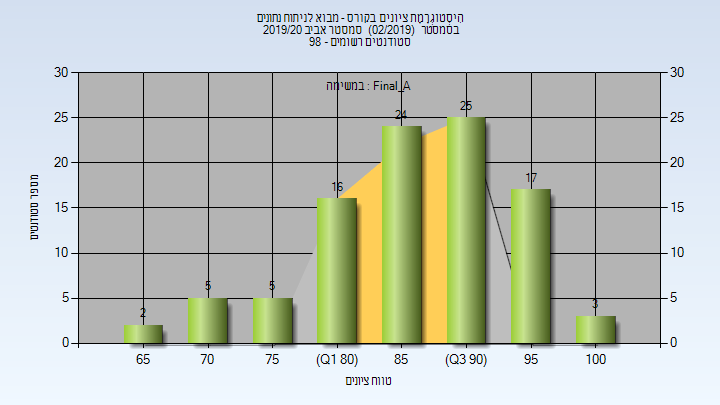 היסטוגרמת ציונים בקורס - מבוא לניתוח נתונים
בסמסטר (02/2019) סמסטר אביב 2019/20
סטודנטים רשומים - 98
במשימה : Final_A
30 30
25 25
20 20
15 15
10 10
5 5
0 0
2 5 5 16 24 25 17 3
מספר סטודנטים
65 70 75 (Q1 80) 85 (Q3 90) 95 100
טווח ציונים